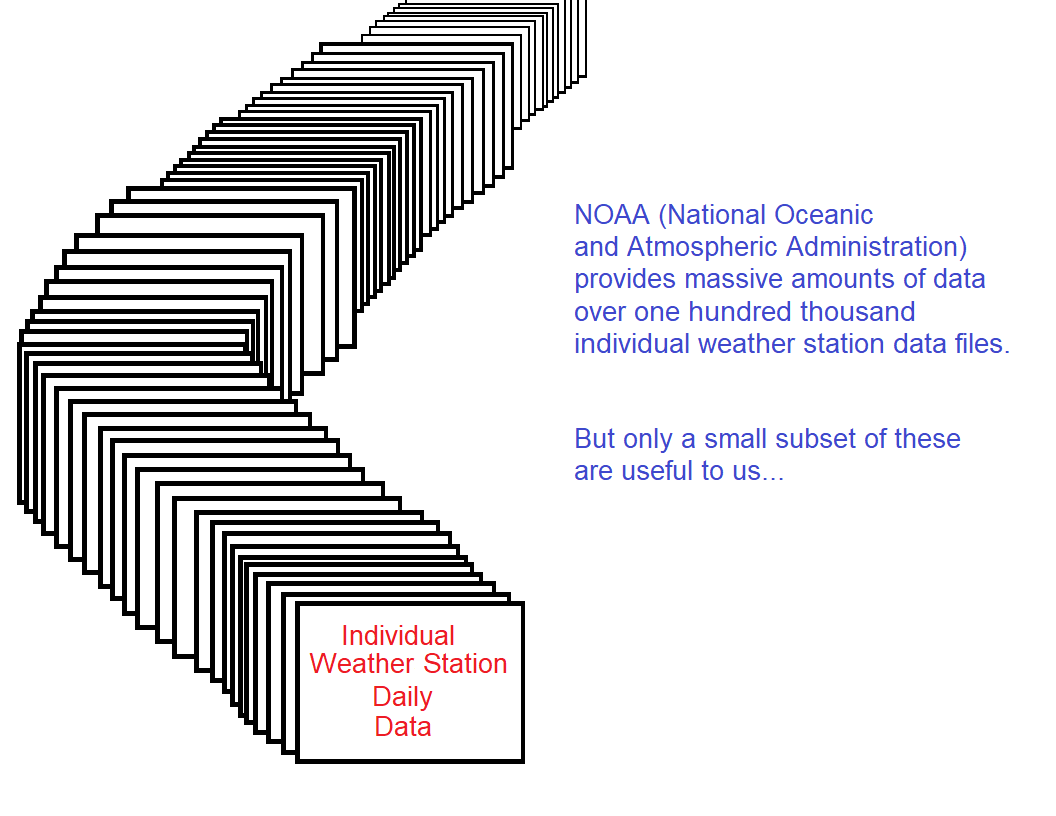 NOAA (National Oceanic
and Atmospheric Administration)
provides massive amounts of data
over one hundred thousand
individual weather station data files.
But only a small subset of these
are useful to us...
Individual
Weather Station
Daily
Data